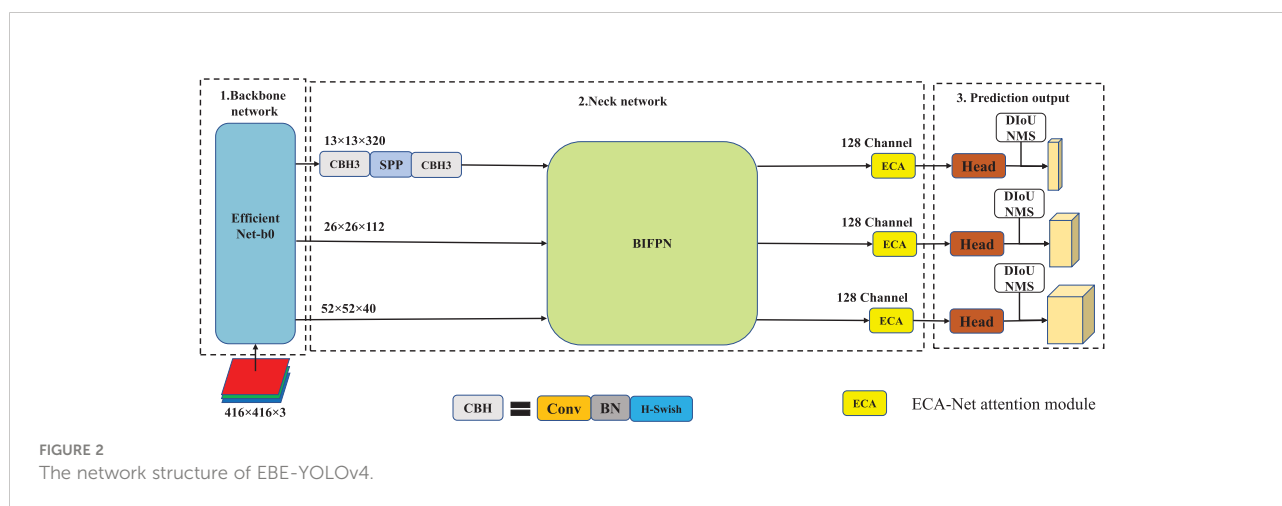 1.Backbone
network
2.Neck network
3. Prediction output
Efficient
Net-b0
13×13×320
CBH3
SPP
CBH3
26×26×112
52×52×40
BIFPN
128 Channel
ECA
128 Channel
ECA
128 Channel
ECA
DIoU
NMS
Head
DIoU
NMS
Head
DIoU
NMS
Head
416×416×3
CBH
Conv
BN
H-Swish
ECA
ECA-Net attention module
FIGURE 2
The network structure of EBE-YOLOv4.